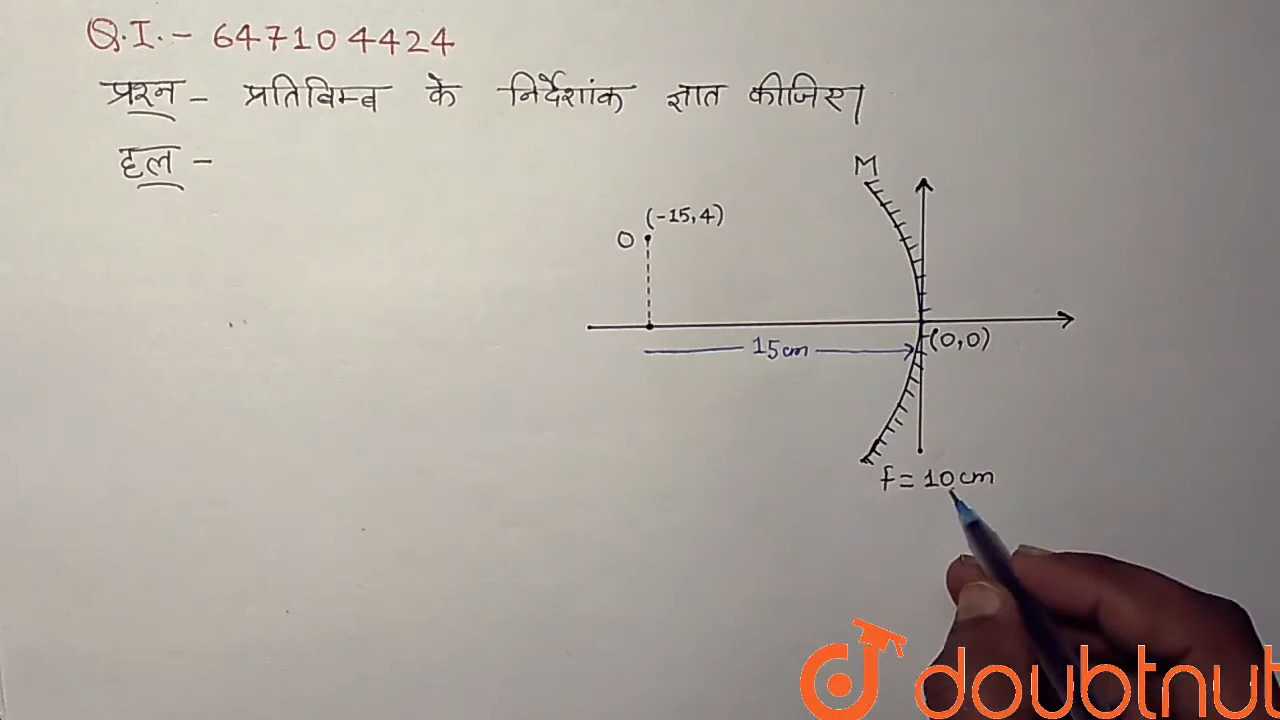 Q.I. - 647104424
प्रश्न - प्रतिबिम्ब के निर्देशांक ज्ञात कीजिए।
हल -
M
(-15,4)
O
(0,0)
15cm
f = 10cm
doubtnut